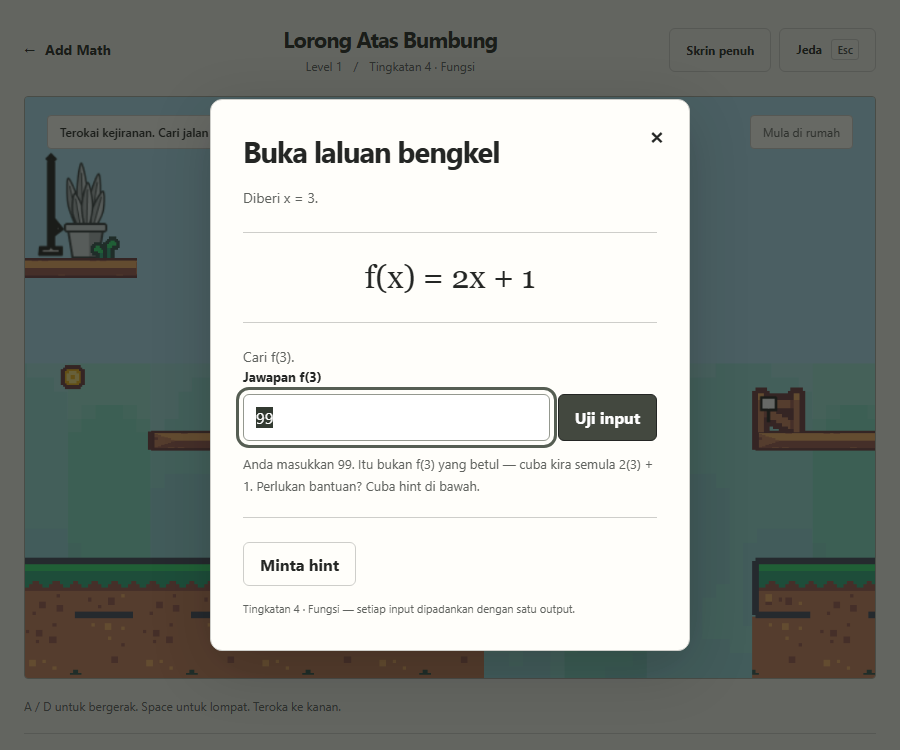 ← Add Math
Lorong Atas Bumbung
Level 1 / Tingkatan 4 · Fungsi
Skrin penuh
Jeda Esc
Terokai kejiranan. Cari jalan
Mula di rumah
Buka laluan bengkel
×
Diberi x = 3.
f(x) = 2x + 1
Cari f(3).
Jawapan f(3)
99
Uji input
Anda masukkan 99. Itu bukan f(3) yang betul — cuba kira semula 2(3) +
1. Perlukan bantuan? Cuba hint di bawah.
Minta hint
Tingkatan 4 · Fungsi — setiap input dipadankan dengan satu output.
A / D untuk bergerak. Space untuk lompat. Teroka ke kanan.